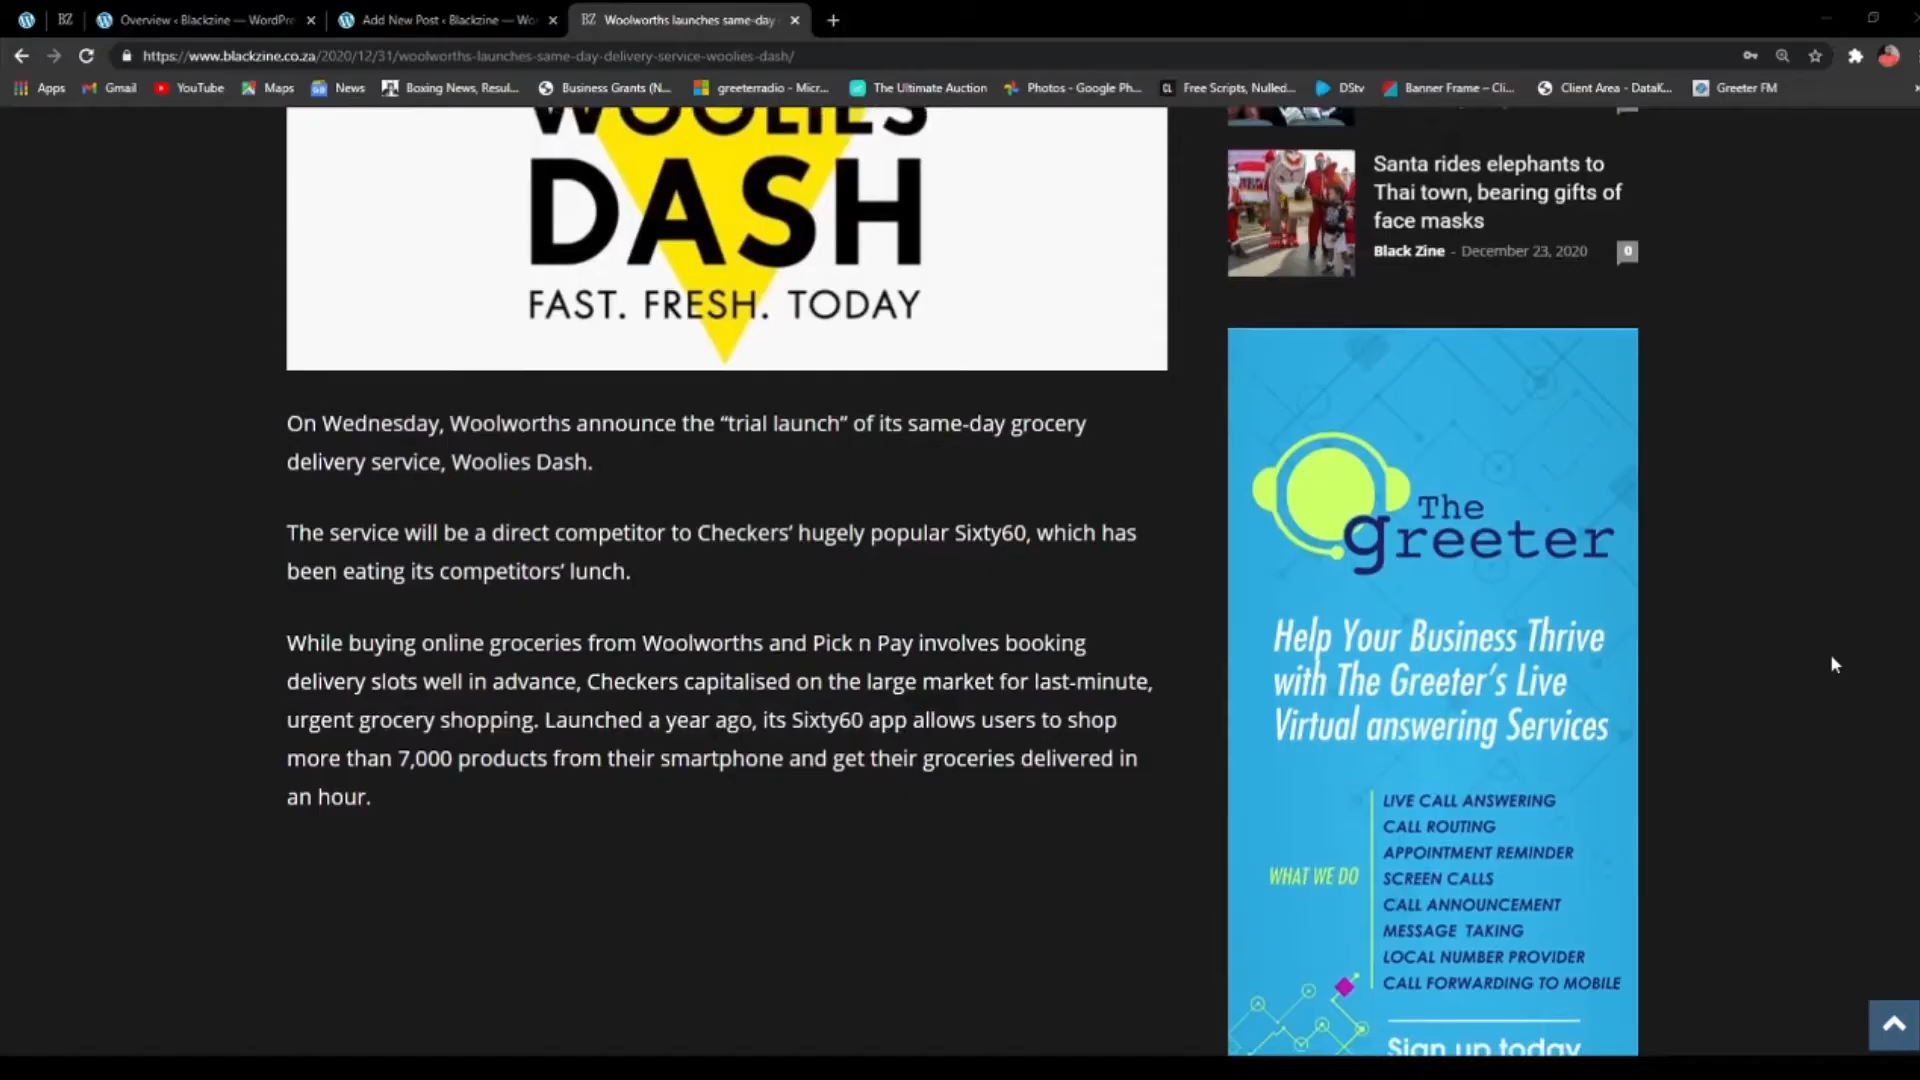 BZ
Overview ‹ Blackzine — WordPre
Add New Post ‹ Blackzine — Wo
BZ Woolworths launches same-day
https://www.blackzine.co.za/2020/12/31/woolworths-launches-same-day-delivery-service-woolies-dash/
Apps Gmail YouTube Maps News Boxing News, Resul... Business Grants (N... greeterradio - Micr... The Ultimate Auction Photos - Google Ph... CL Free Scripts, Nulled... DStv Banner Frame – Cli... Client Area - DataK... Greeter FM
WOOLIES
DASH
FAST. FRESH. TODAY
On Wednesday, Woolworths announce the “trial launch” of its same-day grocery
delivery service, Woolies Dash.
The service will be a direct competitor to Checkers’ hugely popular Sixty60, which has
been eating its competitors’ lunch.
While buying online groceries from Woolworths and Pick n Pay involves booking
delivery slots well in advance, Checkers capitalised on the large market for last-minute,
urgent grocery shopping. Launched a year ago, its Sixty60 app allows users to shop
more than 7,000 products from their smartphone and get their groceries delivered in
an hour.
Santa rides elephants to
Thai town, bearing gifts of
face masks
Black Zine - December 23, 2020 0
The
greeter
Help Your Business Thrive
with The Greeter’s Live
Virtual answering Services
WHAT WE DO
LIVE CALL ANSWERING
CALL ROUTING
APPOINTMENT REMINDER
SCREEN CALLS
CALL ANNOUNCEMENT
MESSAGE TAKING
LOCAL NUMBER PROVIDER
CALL FORWARDING TO MOBILE
Sign up today